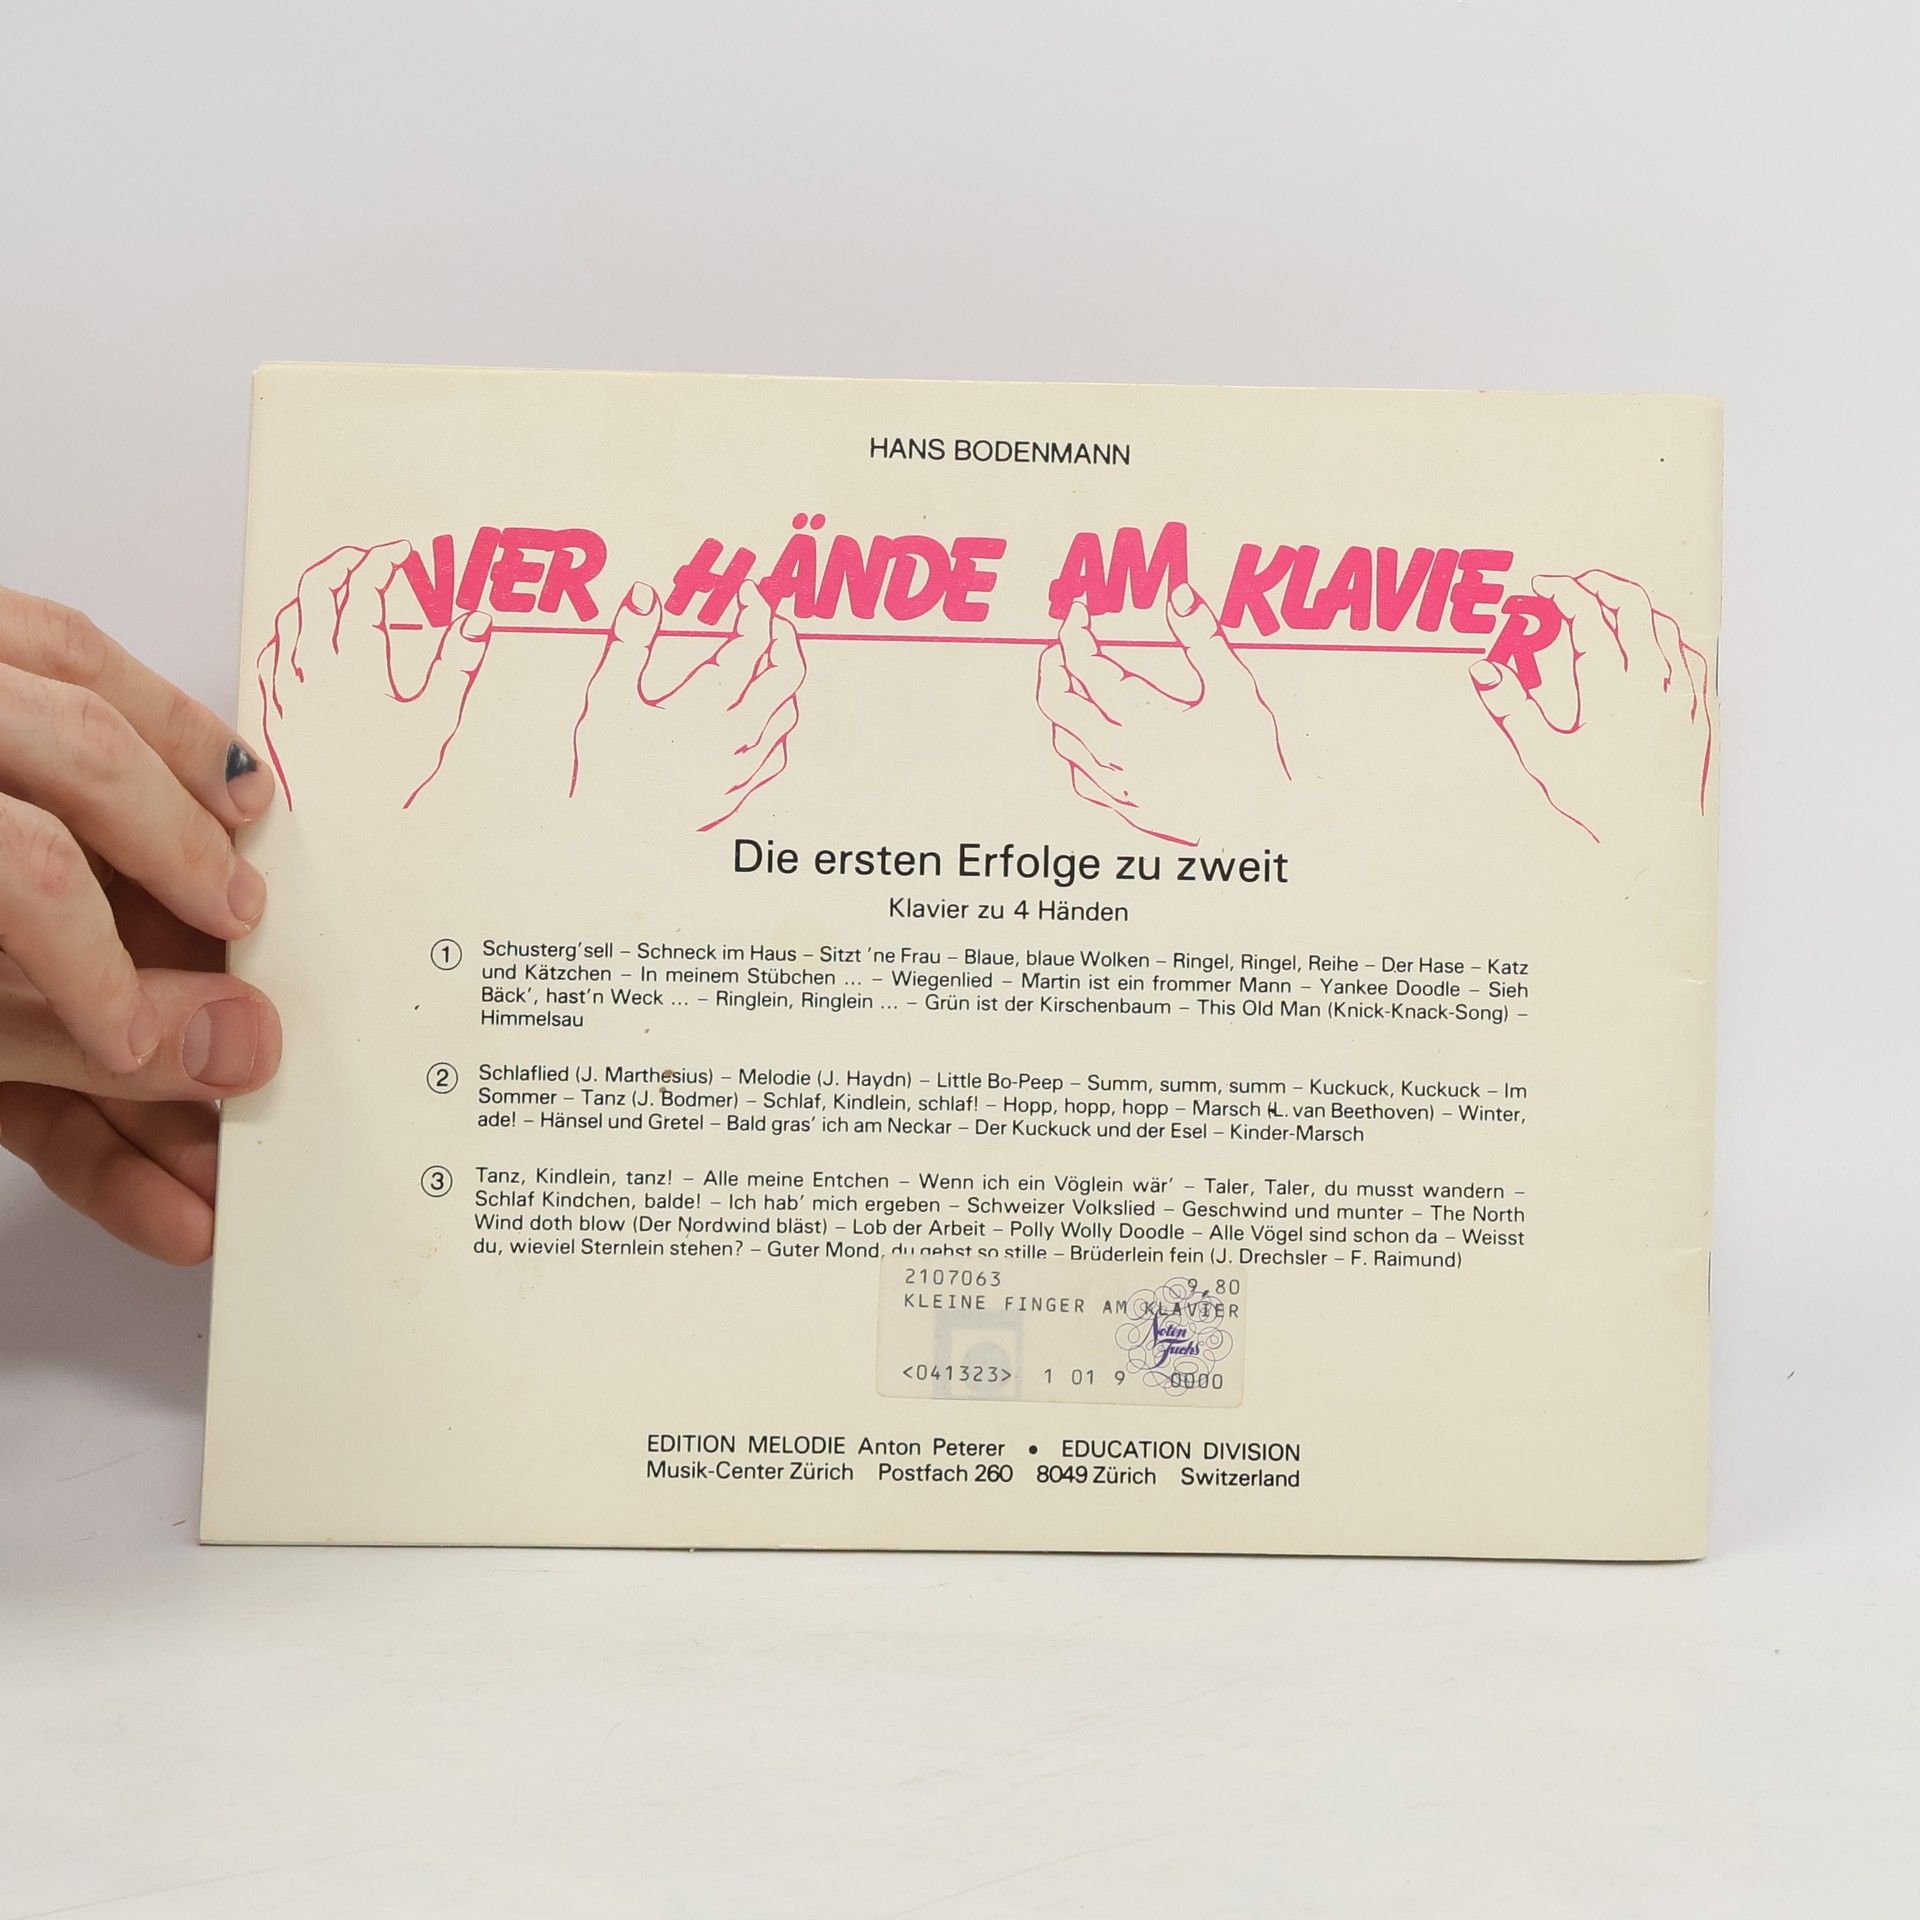 HANS BODENMANN
VIER HÄNDE AM KLAVIER
Die ersten Erfolge zu zweit
Klavier zu 4 Händen
1 Schusterg'sell – Schneck im Haus – Sitzt 'ne Frau – Blaue, blaue Wolken – Ringel, Ringel, Reihe – Der Hase – Katz
und Kätzchen – In meinem Stübchen ... – Wiegenlied – Martin ist ein frommer Mann – Yankee Doodle – Sieh
Bäck', hast'n Weck ... – Ringlein, Ringlein ... – Grün ist der Kirschenbaum – This Old Man (Knick-Knack-Song) –
Himmelsau
2 Schlaflied (J. Marthesius) – Melodie (J. Haydn) – Little Bo-Peep – Summ, summ, summ – Kuckuck, Kuckuck – Im
Sommer – Tanz (J. Bodmer) – Schlaf, Kindlein, schlaf! – Hopp, hopp, hopp – Marsch (L. van Beethoven) – Winter,
ade! – Hänsel und Gretel – Bald gras' ich am Neckar – Der Kuckuck und der Esel – Kinder-Marsch
3 Tanz, Kindlein, tanz! – Alle meine Entchen – Wenn ich ein Vöglein wär' – Taler, Taler, du musst wandern –
Schlaf Kindchen, balde! – Ich hab' mich ergeben – Schweizer Volkslied – Geschwind und munter – The North
Wind doth blow (Der Nordwind bläst) – Lob der Arbeit – Polly Wolly Doodle – Alle Vögel sind schon da – Weisst
du, wieviel Sternlein stehen? – Guter Mond, du gehst so stille – Brüderlein fein (J. Drechsler – F. Raimund)
2107063 9,80
KLEINE FINGER AM KLAVIER
Noten
Fuchs
<041323> 1 01 9 0000
EDITION MELODIE Anton Peterer • EDUCATION DIVISION
Musik-Center Zürich Postfach 260 8049 Zürich Switzerland